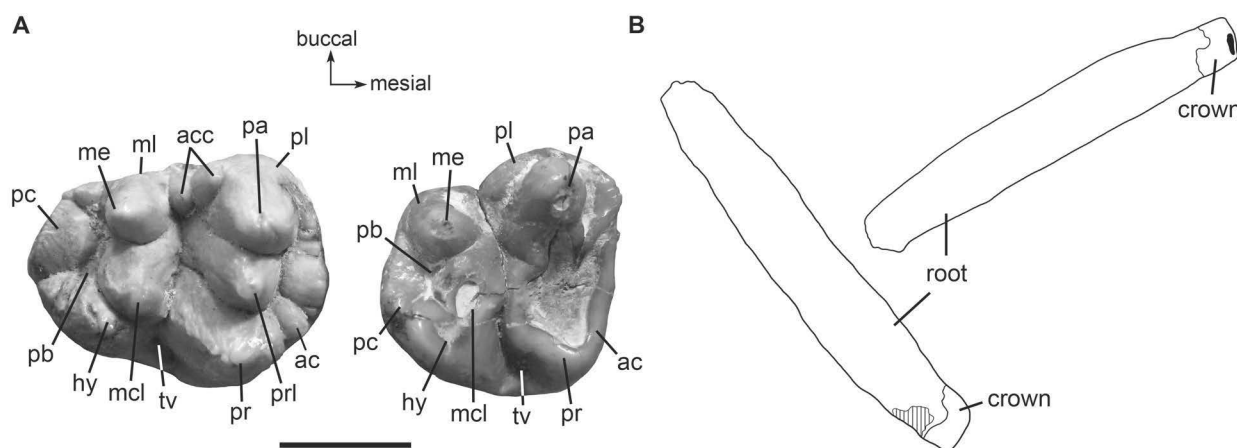 A
buccal
mesial
B
crown
pa
pl
acc
ml
me
pc
pl
pa
me
ml
pb
root
pb
hy
mcl
tv
pr
prl
ac
pc
hy
mcl
tv
pr
ac
crown